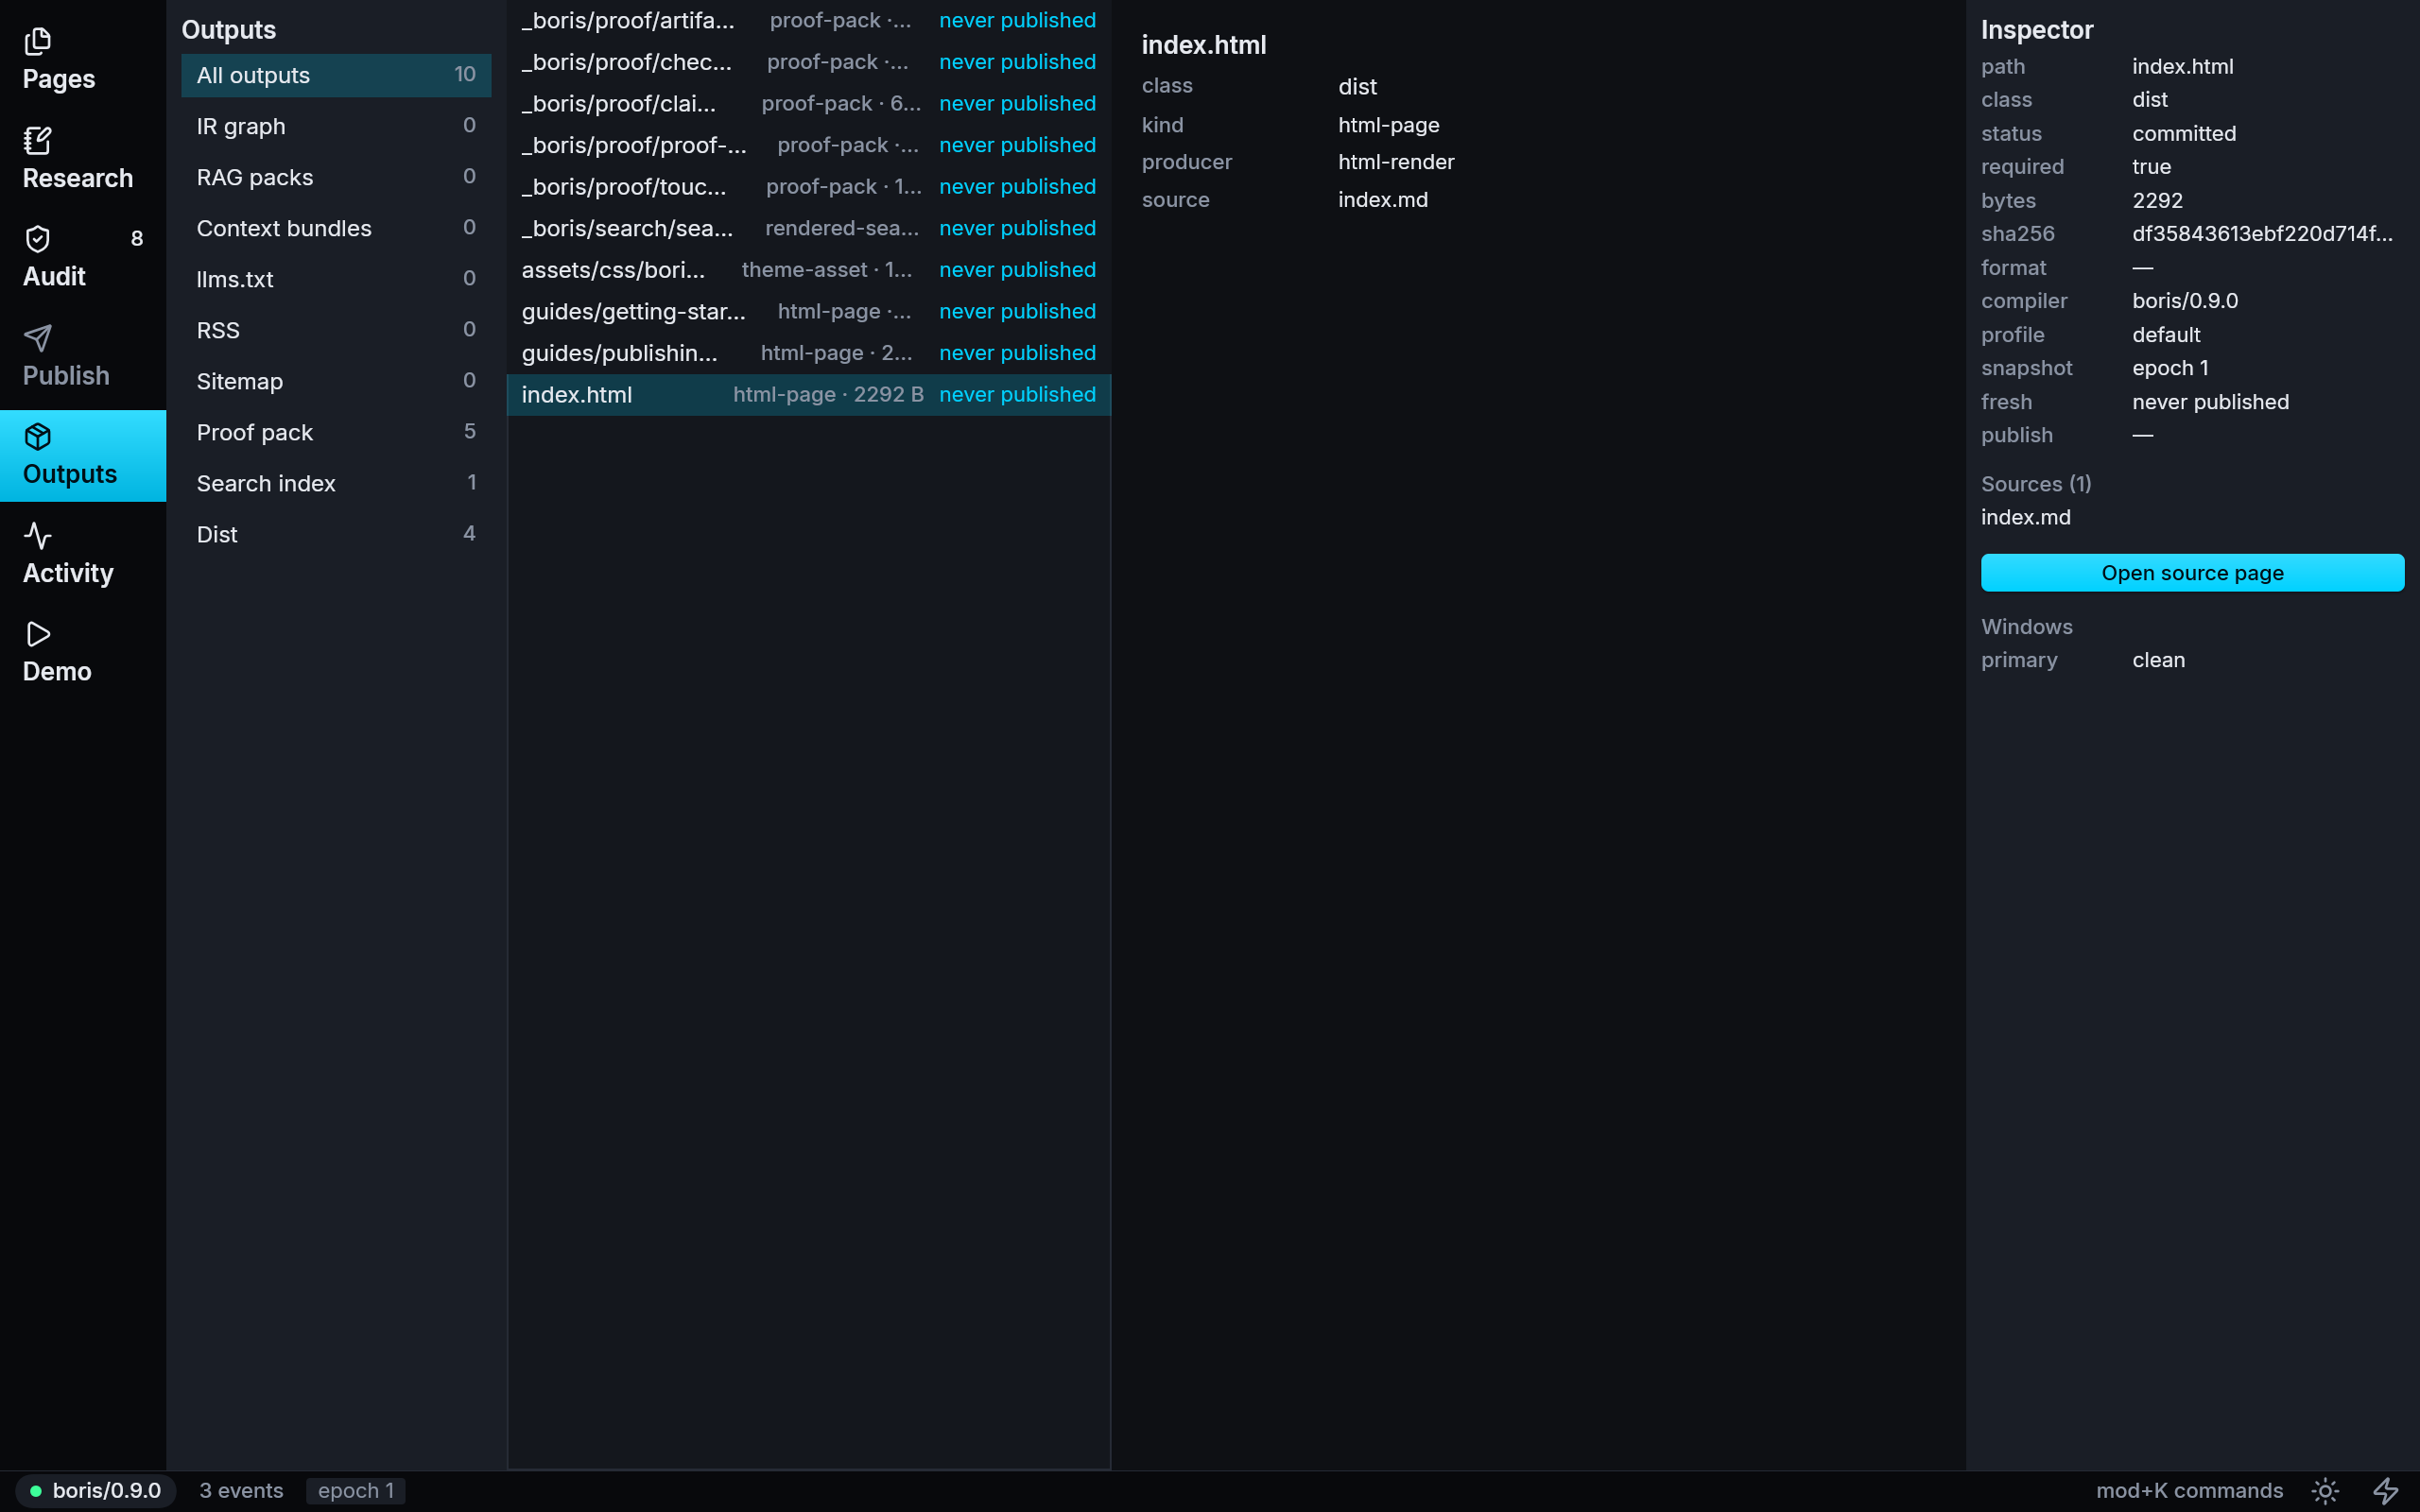 Pages
Research
8
Audit
Publish
Outputs
Activity
Demo
Outputs
All outputs 10
IR graph 0
RAG packs 0
Context bundles 0
llms.txt 0
RSS 0
Sitemap 0
Proof pack 5
Search index 1
Dist 4
_boris/proof/artifa... proof-pack ·... never published
_boris/proof/chec... proof-pack ·... never published
_boris/proof/clai... proof-pack · 6... never published
_boris/proof/proof-... proof-pack ·... never published
_boris/proof/touc... proof-pack · 1... never published
_boris/search/sea... rendered-sea... never published
assets/css/bori... theme-asset · 1... never published
guides/getting-star... html-page ·... never published
guides/publishin... html-page · 2... never published
index.html html-page · 2292 B never published
index.html
class dist
kind html-page
producer html-render
source index.md
Inspector
path index.html
class dist
status committed
required true
bytes 2292
sha256 df35843613ebf220d714f...
format —
compiler boris/0.9.0
profile default
snapshot epoch 1
fresh never published
publish —
Sources (1)
index.md
Open source page
Windows
primary clean
boris/0.9.0 3 events epoch 1 mod+K commands